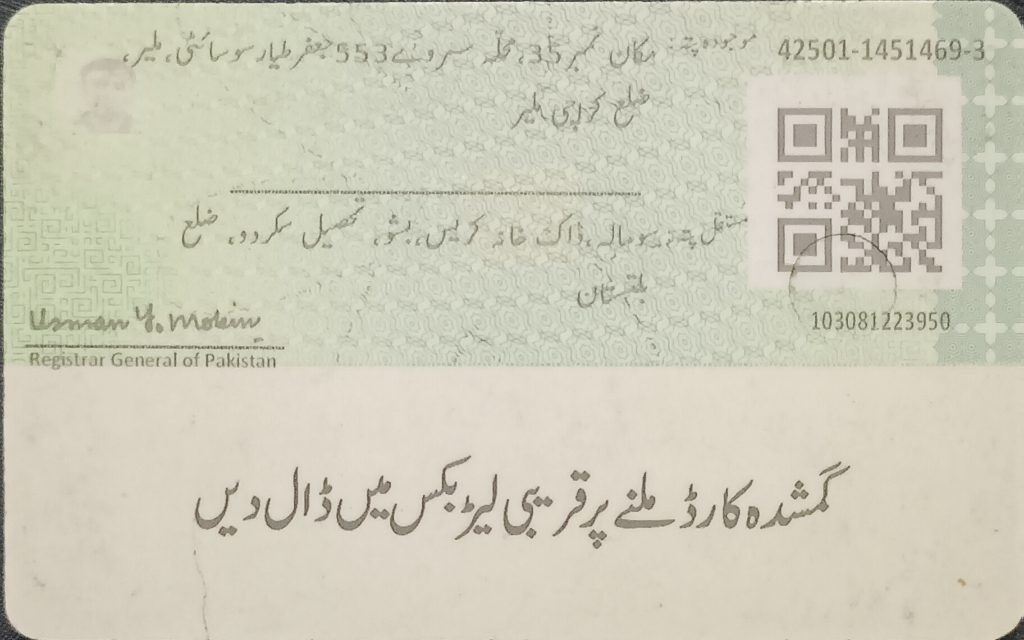 42501-1451469-3
موجودہ پتہ: مکان نمبر 35، محلہ سروے 553 جعفر طیار سوسائٹی، ملیر،
ضلع کراچی ملیر
مستقل پتہ: ڈاک خانہ کریس، بشو، تحصیل سکردو، ضلع
بلتستان
103081223950
Usman Y. Mobin
Registrar General of Pakistan
گمشدہ کارڈ ملنے پر قریبی لیٹر بکس میں ڈال دیں